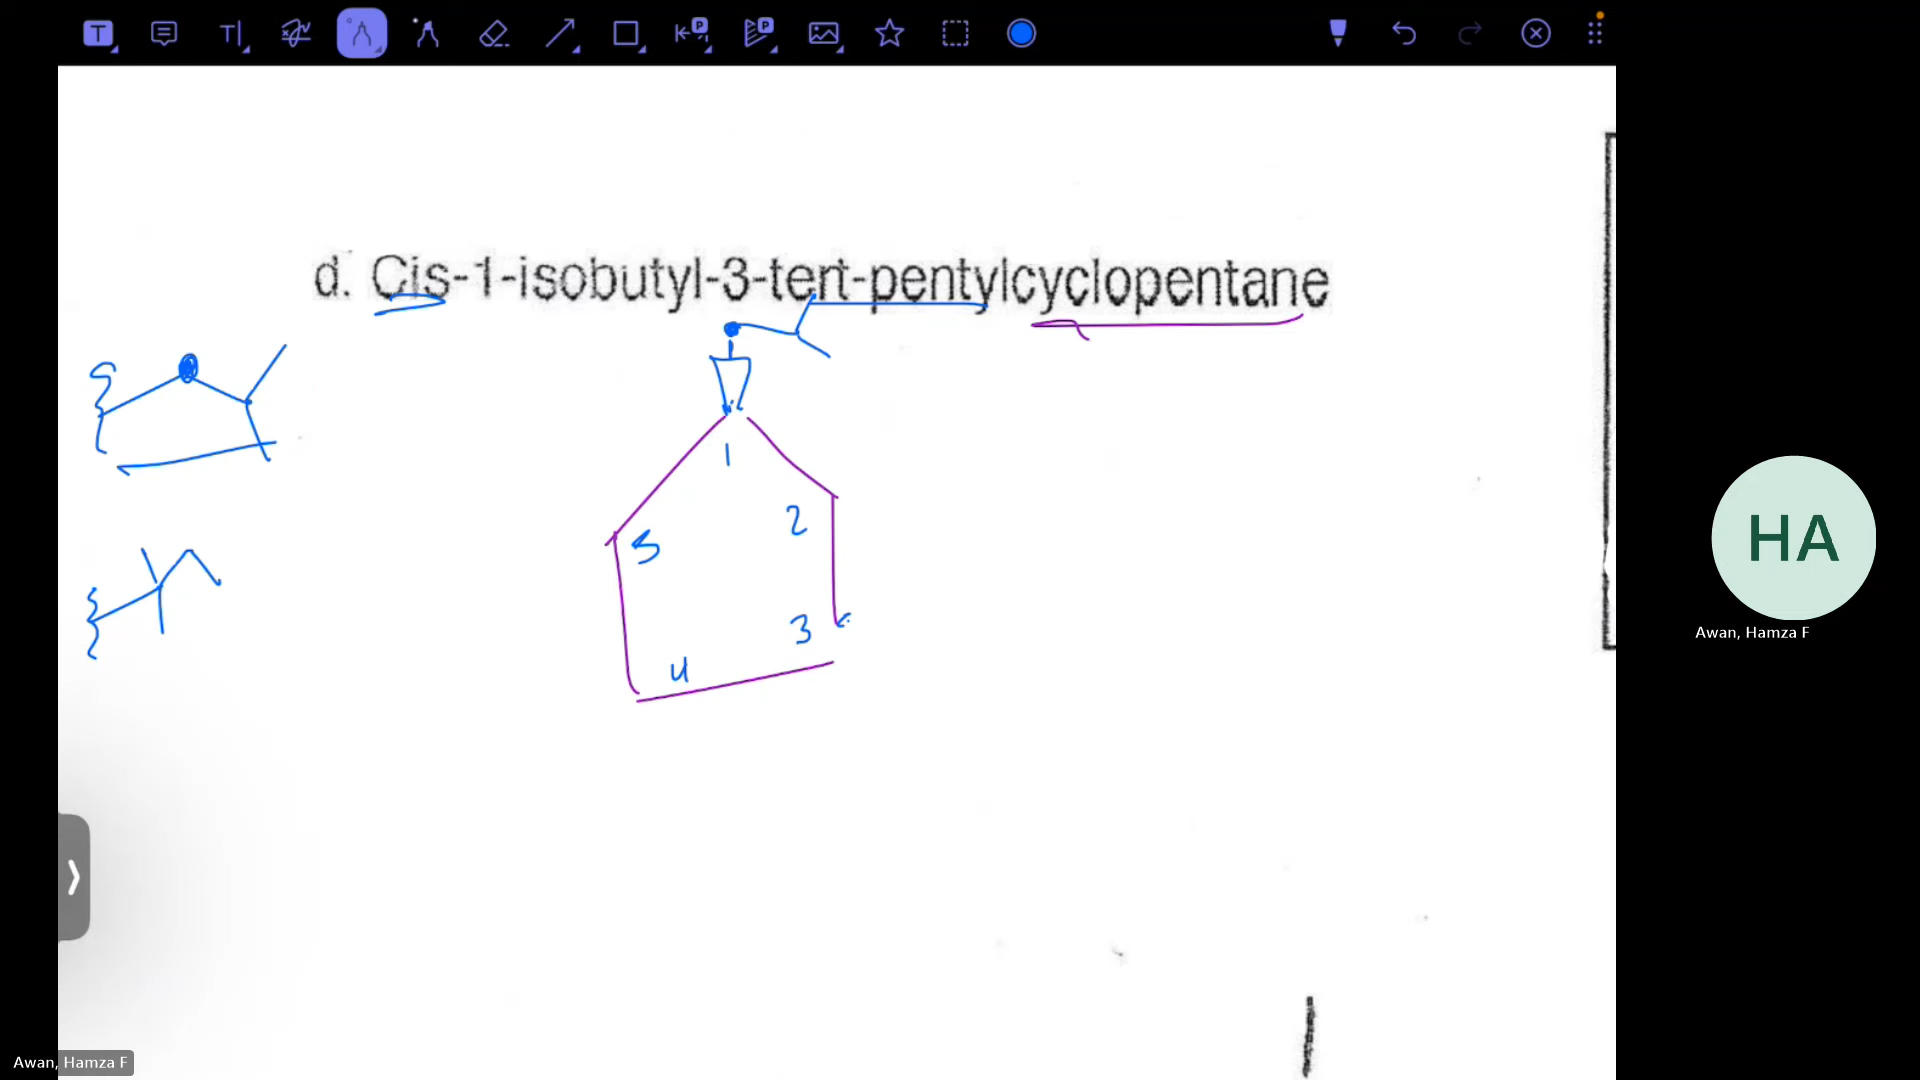 d. Cis-1-isobutyl-3-tert-pentylcyclopentane
1
2
5
3
4
HA
Awan, Hamza F
Awan, Hamza F